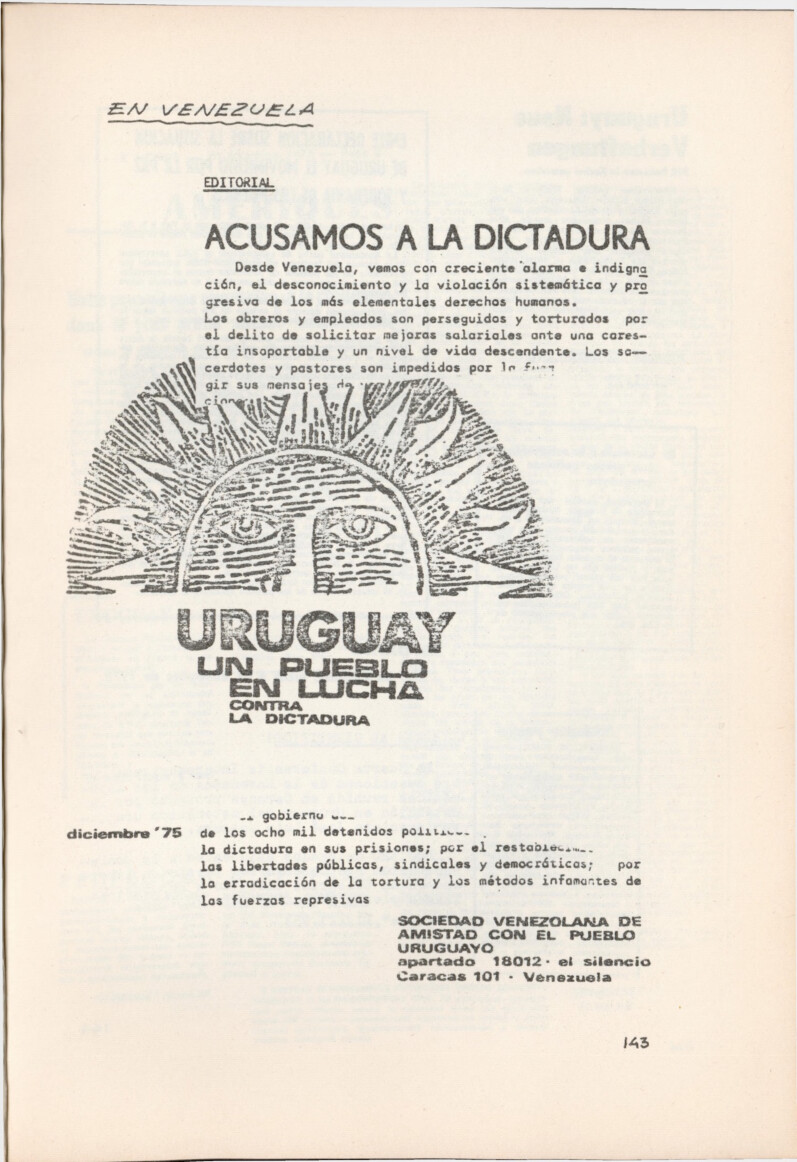 EN VENEZUELA
EDITORIAL
ACUSAMOS A LA DICTADURA
Desde Venezuela, vemos con creciente alarma e indigna
ción, el desconocimiento y la violación sistemática y pro
gresiva de los más elementales derechos humanos.
Los obreros y empleados son perseguidos y torturados por
el delito de solicitar mejoras salariales ante una cares-
tía insoportable y un nivel de vida descendente. Los sa--
cerdotes y pastores son impedidos por la
gir sus mensajes de
URUGUAY
UN PUEBLO
EN LUCHA
CONTRA
LA DICTADURA
gobierno
diciembre '75
de los ocho mil detenidos
la dictadura en sus prisiones; por el
las libertades públicas, sindicales y democráticas; por
la erradicación de la tortura y los métodos infamantes de
las fuerzas represivas
SOCIEDAD VENEZOLANA DE
AMISTAD CON EL PUEBLO
URUGUAYO
apartado 18012 · el silencio
Caracas 101 · Venezuela
143